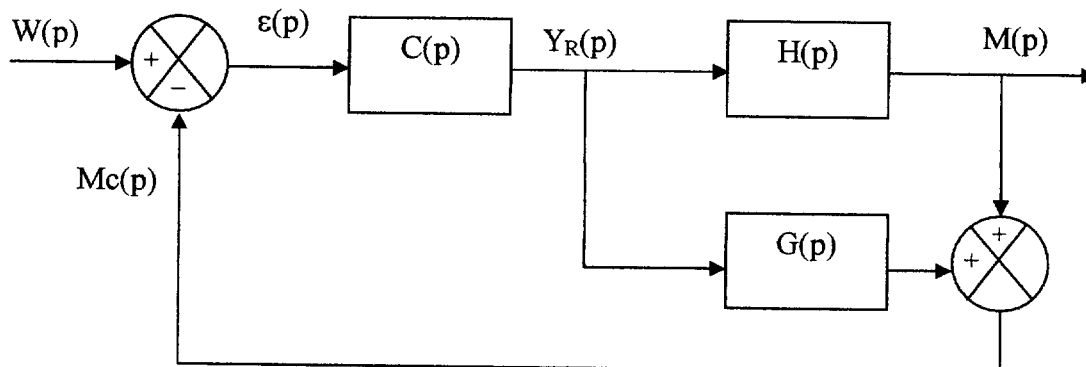 W(p)
ε(p)
C(p)
Y_R(p)
H(p)
M(p)
+
−
Mc(p)
G(p)
+
+